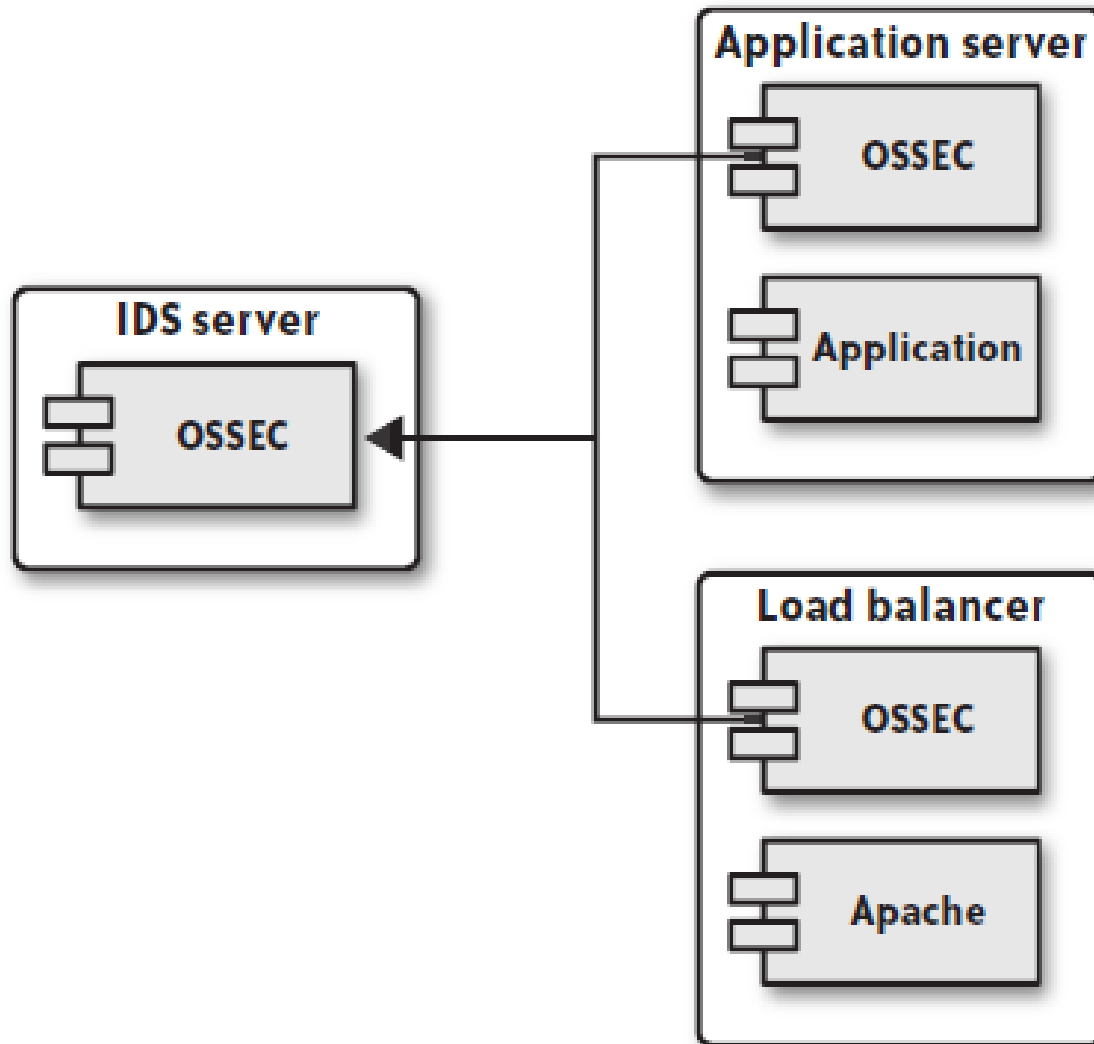 Application server
OSSEC
Application
IDS server
OSSEC
Load balancer
OSSEC
Apache